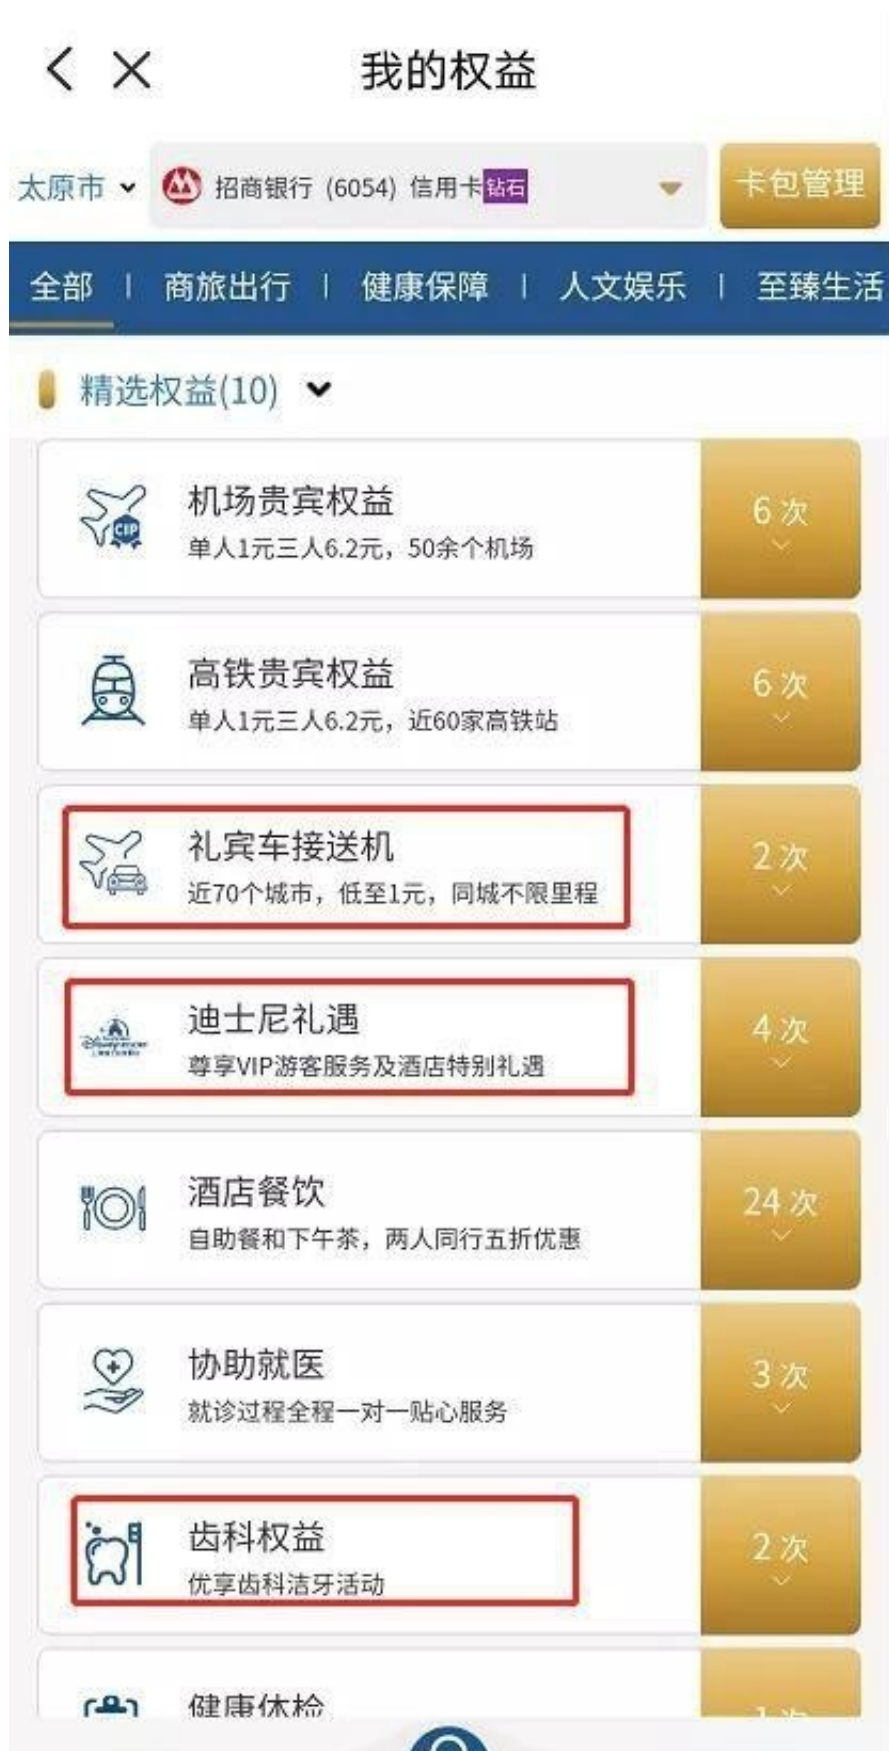 我的权益
太原市
招商银行 (6054) 信用卡钻石
卡包管理
全部 | 商旅出行 | 健康保障 | 人文娱乐 | 至臻生活
精选权益(10)
机场贵宾权益
单人1元三人6.2元，50余个机场
6 次
CIP
高铁贵宾权益
单人1元三人6.2元，近60家高铁站
6 次
礼宾车接送机
近70个城市，低至1元，同城不限里程
2 次
迪士尼礼遇
尊享VIP游客服务及酒店特别礼遇
4 次
酒店餐饮
自助餐和下午茶，两人同行五折优惠
24 次
协助就医
就诊过程全程一对一贴心服务
3 次
齿科权益
优享齿科洁牙活动
2 次
健康体检
1 次